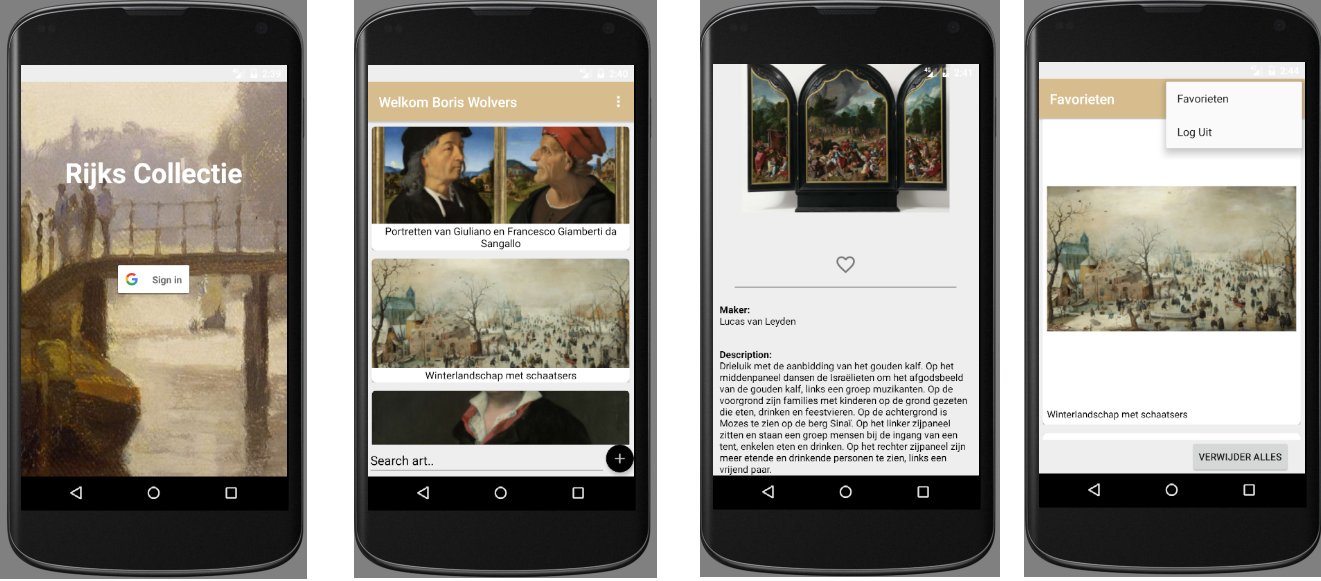 2:39
Rijks Collectie
Sign in
2:40
Welkom Boris Wolvers
Portretten van Giuliano en Francesco Giamberti da
Sangallo
Winterlandschap met schaatsers
Search art..
2:41
Maker:
Lucas van Leyden
Description:
Drieluik met de aanbidding van het gouden kalf. Op het
middenpaneel dansen de Israëlieten om het afgodsbeeld
van de gouden kalf, links een groep muzikanten. Op de
voorgrond zijn families met kinderen op de grond gezeten
die eten, drinken en feestvieren. Op de achtergrond is
Mozes te zien op de berg Sinaï. Op het linker zijpaneel
zitten en staan een groep mensen bij de ingang van een
tent, enkelen eten en drinken. Op het rechter zijpaneel zijn
meer etende en drinkende personen te zien, links een
vrijend paar.
2:44
Favorieten
Favorieten
Log Uit
Winterlandschap met schaatsers
VERWIJDER ALLES